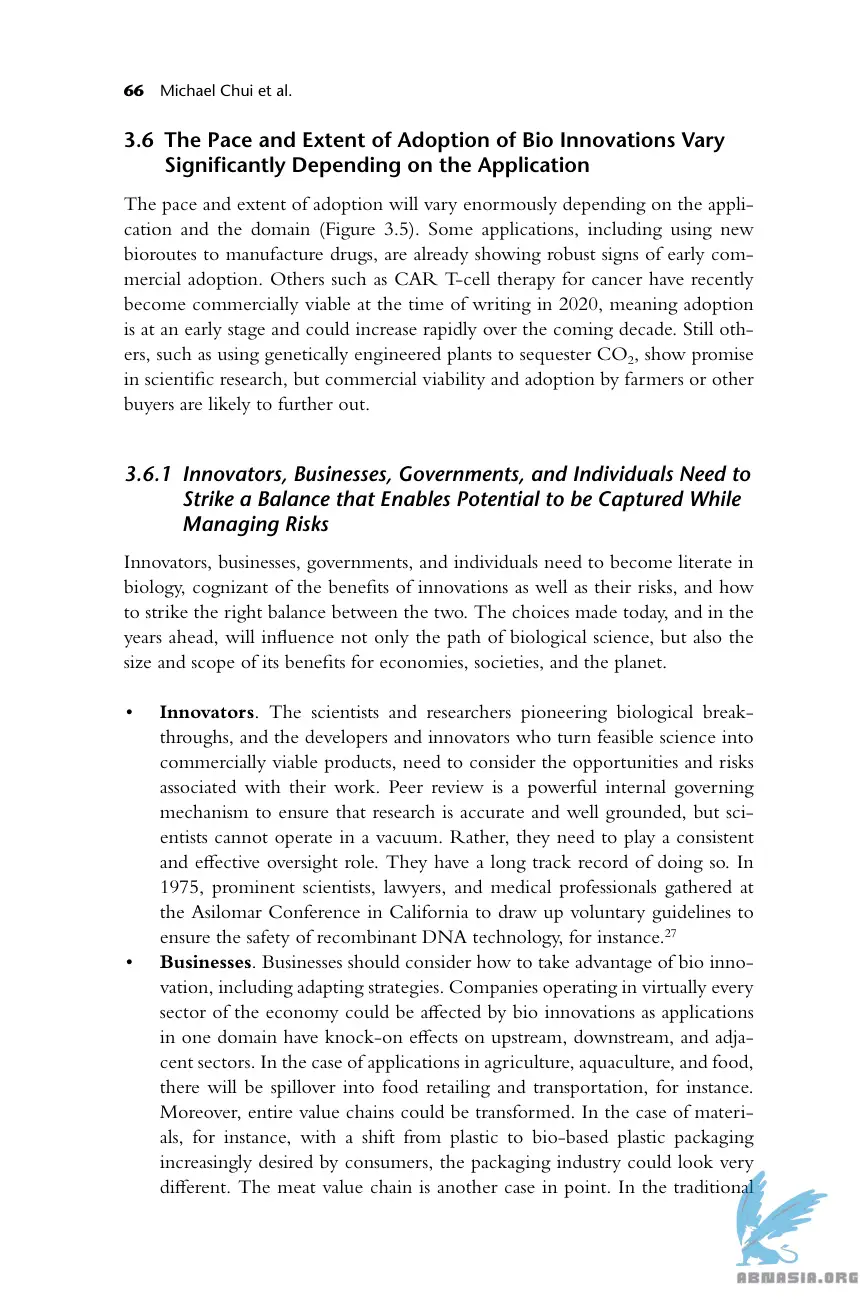 66 Michael Chui et al.
3.6 The Pace and Extent of Adoption of Bio Innovations Vary
Significantly Depending on the Application
The pace and extent of adoption will vary enormously depending on the appli-
cation and the domain (Figure 3.5). Some applications, including using new
bioroutes to manufacture drugs, are already showing robust signs of early com-
mercial adoption. Others such as CAR T-cell therapy for cancer have recently
become commercially viable at the time of writing in 2020, meaning adoption
is at an early stage and could increase rapidly over the coming decade. Still oth-
ers, such as using genetically engineered plants to sequester CO₂, show promise
in scientific research, but commercial viability and adoption by farmers or other
buyers are likely to further out.
3.6.1 Innovators, Businesses, Governments, and Individuals Need to
Strike a Balance that Enables Potential to be Captured While
Managing Risks
Innovators, businesses, governments, and individuals need to become literate in
biology, cognizant of the benefits of innovations as well as their risks, and how
to strike the right balance between the two. The choices made today, and in the
years ahead, will influence not only the path of biological science, but also the
size and scope of its benefits for economies, societies, and the planet.
• Innovators. The scientists and researchers pioneering biological break-
throughs, and the developers and innovators who turn feasible science into
commercially viable products, need to consider the opportunities and risks
associated with their work. Peer review is a powerful internal governing
mechanism to ensure that research is accurate and well grounded, but sci-
entists cannot operate in a vacuum. Rather, they need to play a consistent
and effective oversight role. They have a long track record of doing so. In
1975, prominent scientists, lawyers, and medical professionals gathered at
the Asilomar Conference in California to draw up voluntary guidelines to
ensure the safety of recombinant DNA technology, for instance.²⁷
• Businesses. Businesses should consider how to take advantage of bio inno-
vation, including adapting strategies. Companies operating in virtually every
sector of the economy could be affected by bio innovations as applications
in one domain have knock-on effects on upstream, downstream, and adja-
cent sectors. In the case of applications in agriculture, aquaculture, and food,
there will be spillover into food retailing and transportation, for instance.
Moreover, entire value chains could be transformed. In the case of materi-
als, for instance, with a shift from plastic to bio-based plastic packaging
increasingly desired by consumers, the packaging industry could look very
different. The meat value chain is another case in point. In the traditional
ABNASIA.ORG